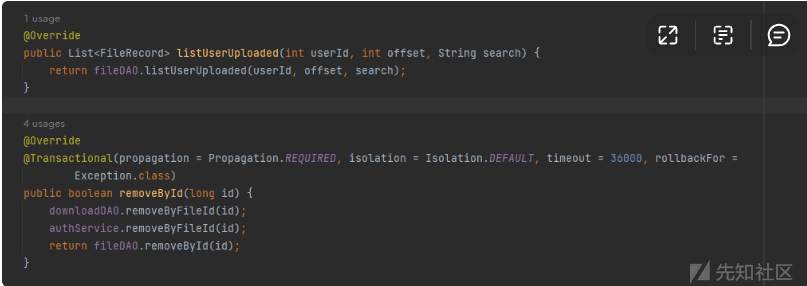 1 usage
@Override
public List<FileRecord> listUserUploaded(int userId, int offset, String search) {
    return fileDAO.listUserUploaded(userId, offset, search);
}
4 usages
@Override
@Transactional(propagation = Propagation.REQUIRED, isolation = Isolation.DEFAULT, timeout = 36000, rollbackFor =
        Exception.class)
public boolean removeById(long id) {
    downloadDAO.removeByFileId(id);
    authService.removeByFileId(id);
    return fileDAO.removeById(id);
}
先知社区